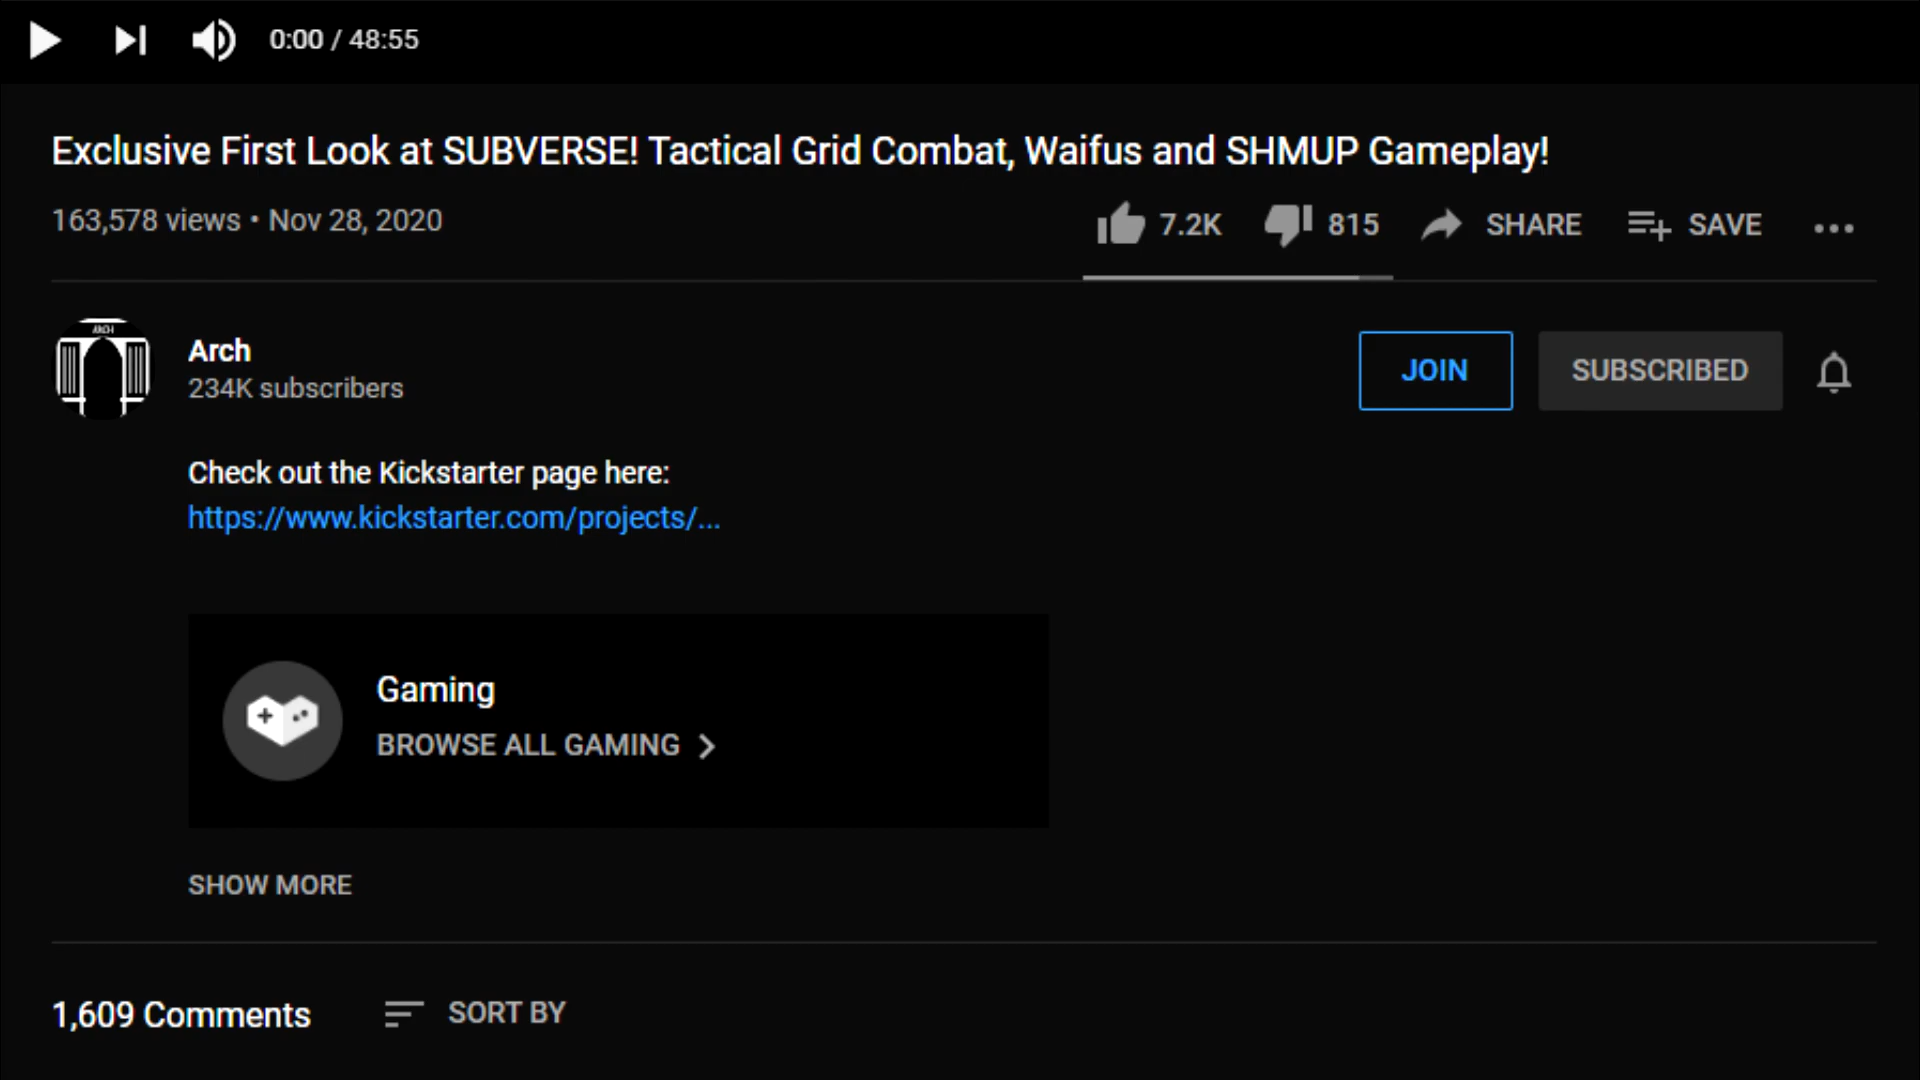 0:00 / 48:55
Exclusive First Look at SUBVERSE! Tactical Grid Combat, Waifus and SHMUP Gameplay!
163,578 views • Nov 28, 2020
7.2K 815 SHARE SAVE
ARCH
Arch
234K subscribers
JOIN SUBSCRIBED
Check out the Kickstarter page here:
https://www.kickstarter.com/projects/...
Gaming
BROWSE ALL GAMING
SHOW MORE
1,609 Comments SORT BY